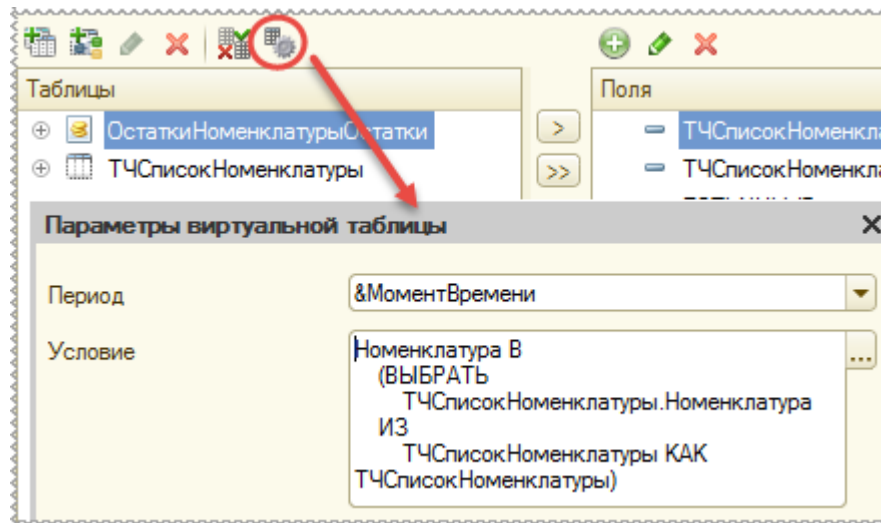 Таблицы
Поля
ОстаткиНоменклатурыОстатки
>
ТЧСписокНоменкла
ТЧСписокНоменклатуры
>>
ТЧСписокНоменкла
Параметры виртуальной таблицы
Период
&МоментВремени
Условие
Номенклатура В
(ВЫБРАТЬ
ТЧСписокНоменклатуры.Номенклатура
ИЗ
ТЧСписокНоменклатуры КАК
ТЧСписокНоменклатуры)
...